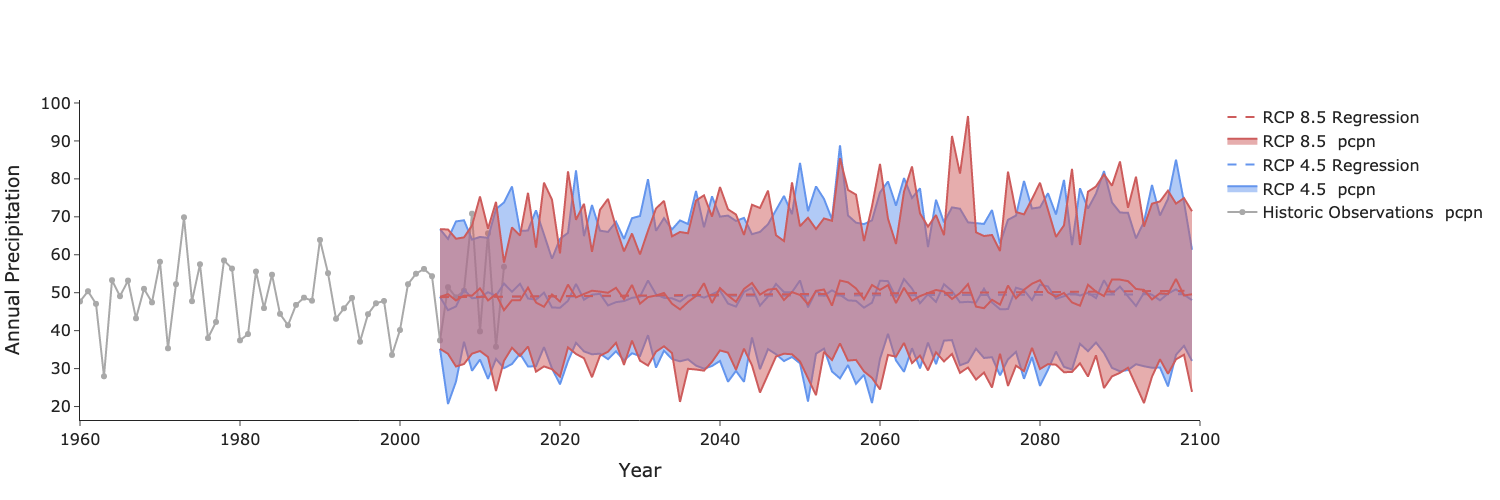 100
90
80
70
60
50
40
30
20
Annual Precipitation
1960
1980
2000
2020
2040
2060
2080
2100
Year
RCP 8.5 Regression
RCP 8.5 pcpn
RCP 4.5 Regression
RCP 4.5 pcpn
Historic Observations pcpn